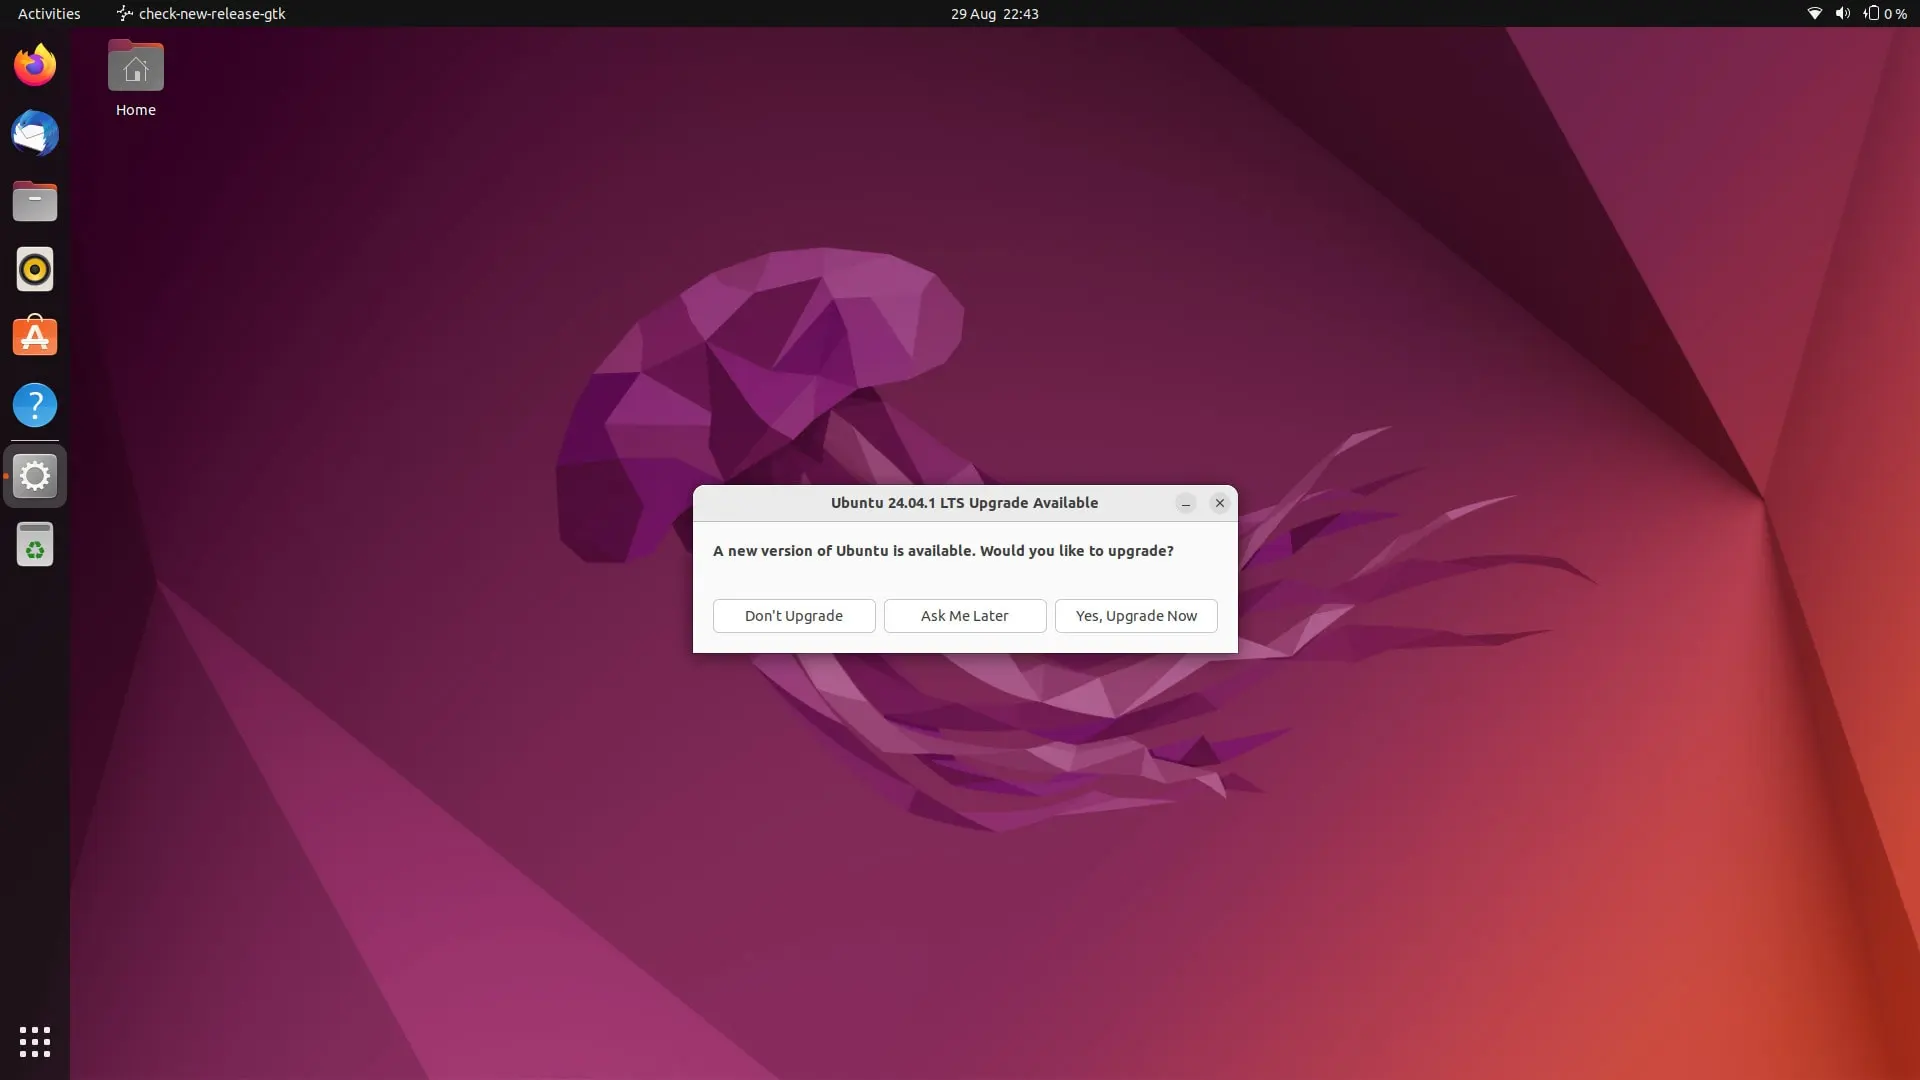 Activities check-new-release-gtk 29 Aug 22:43 0 %
Home
Ubuntu 24.04.1 LTS Upgrade Available
A new version of Ubuntu is available. Would you like to upgrade?
Don't Upgrade Ask Me Later Yes, Upgrade Now